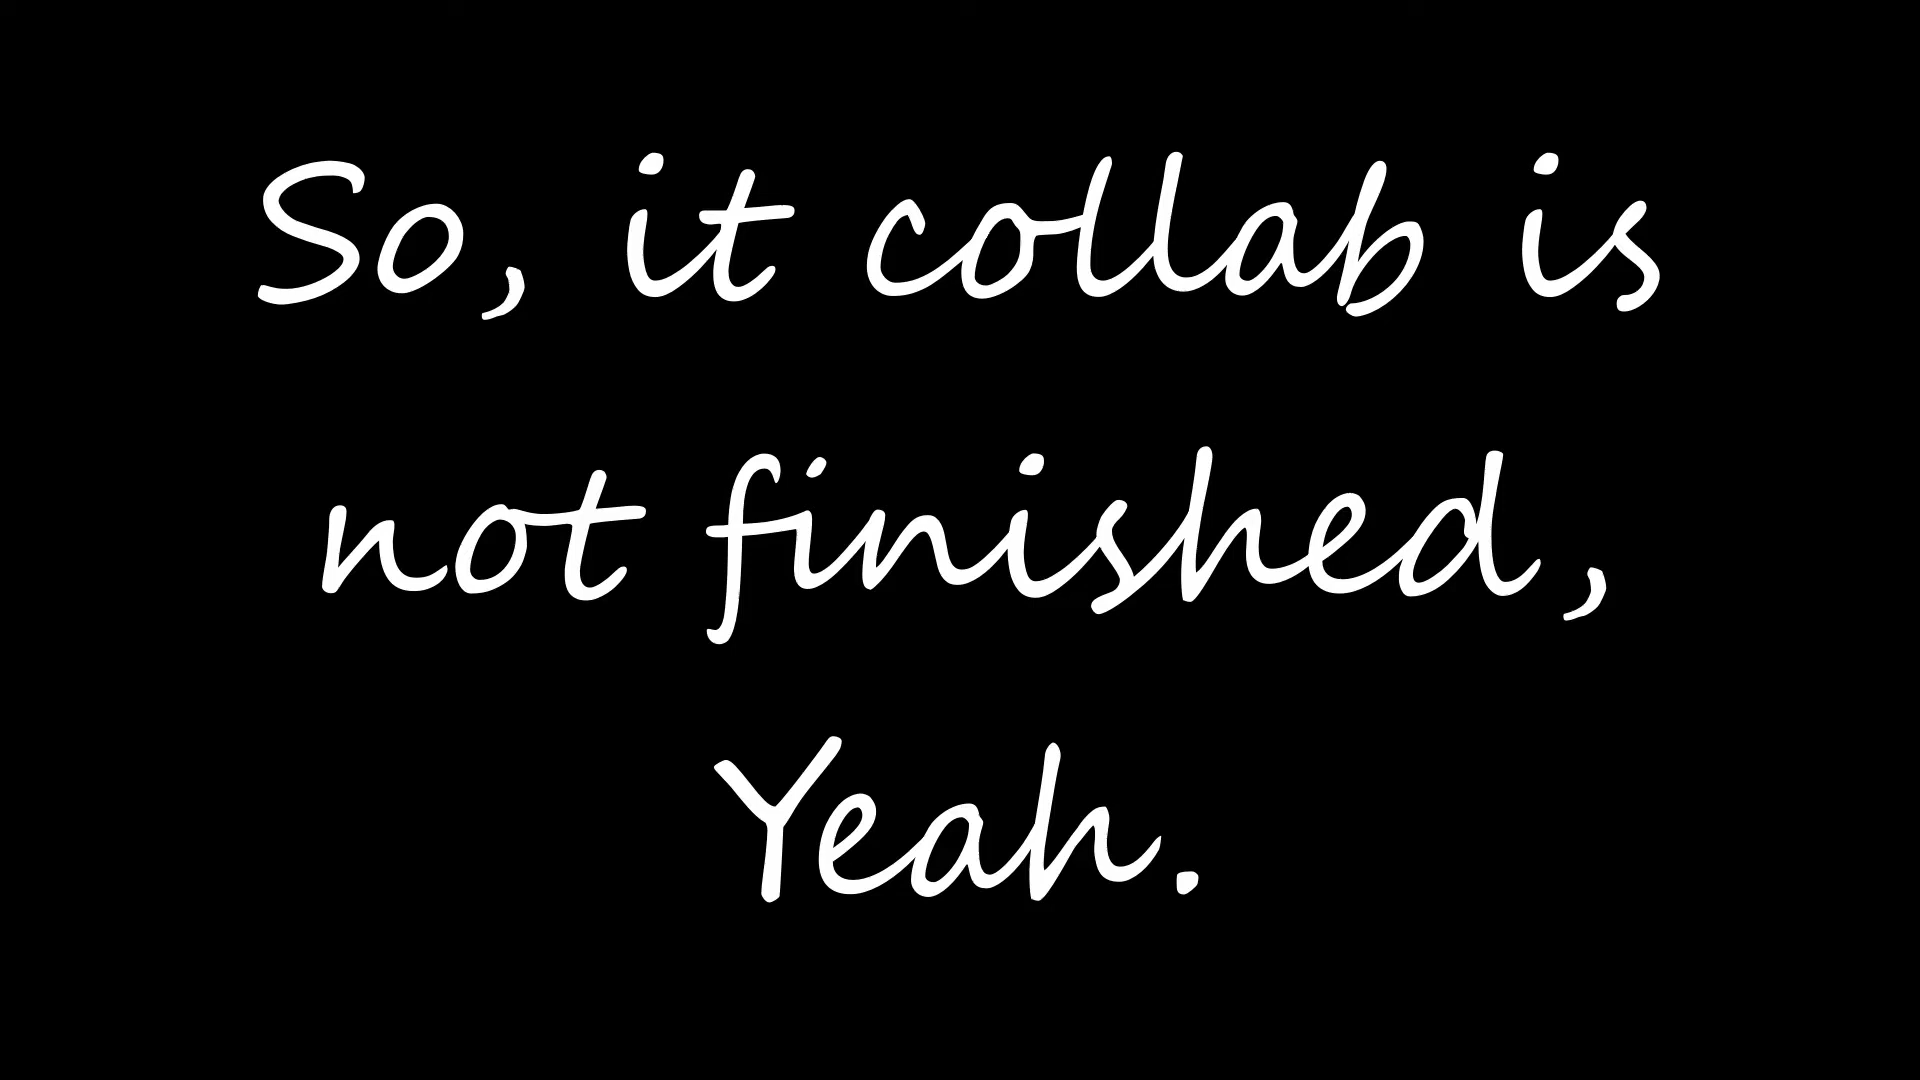 So, it collab is
not finished,
Yeah.